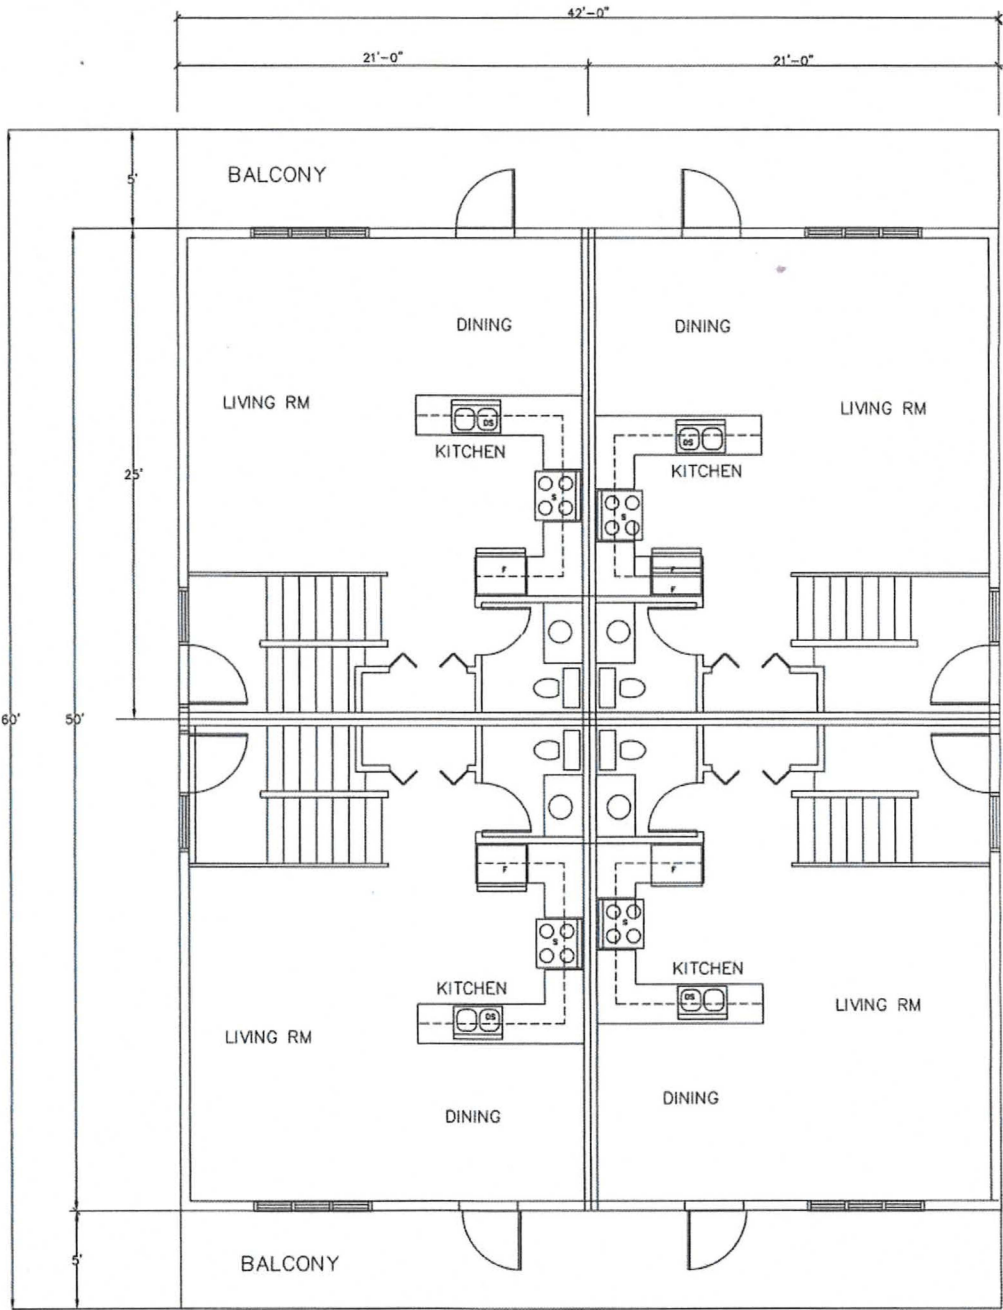 42'-0"
21'-0"
21'-0"
5'
BALCONY
DINING
DINING
LIVING RM
LIVING RM
DS
DS
KITCHEN
KITCHEN
25'
S
S
F
F
F
60'
50'
F
F
S
S
KITCHEN
KITCHEN
DS
DS
LIVING RM
LIVING RM
DINING
DINING
5'
BALCONY